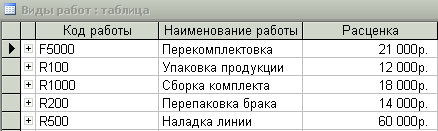 Виды работ : таблица
Код работы Наименование работы Расценка
F5000 Перекомплектовка 21 000р.
R100 Упаковка продукции 12 000р.
R1000 Сборка комплекта 18 000р.
R200 Перепаковка брака 14 000р.
R500 Наладка линии 60 000р.